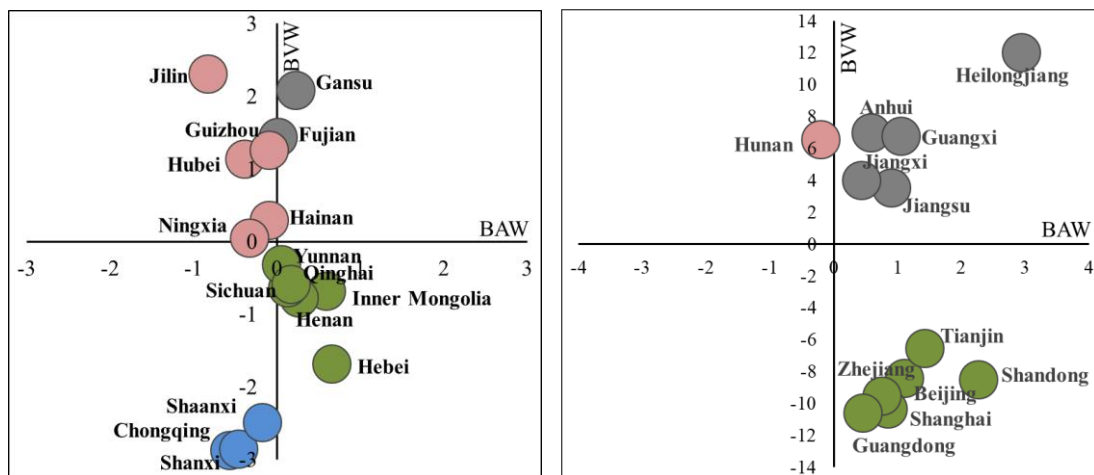 3
BVW
Jilin
Gansu
2
Guizhou
Fujian
Hubei
1
Hainan
Ningxia
0
BAW
-3
-2
-1
0
1
2
3
Yunnan
Qinghai
Sichuan
Inner Mongolia
-1
Henan
Hebei
-2
Shaanxi
Chongqing
Shanxi
-3
14
BVW
12
Heilongjiang
10
Anhui
8
Guangxi
Hunan
6
Jiangxi
4
Jiangsu
2
0
BAW
-4
-3
-2
-1
0
1
2
3
4
-2
-4
-6
Tianjin
Zhejiang
-8
Shandong
Beijing
-10
Shanghai
-12
Guangdong
-14